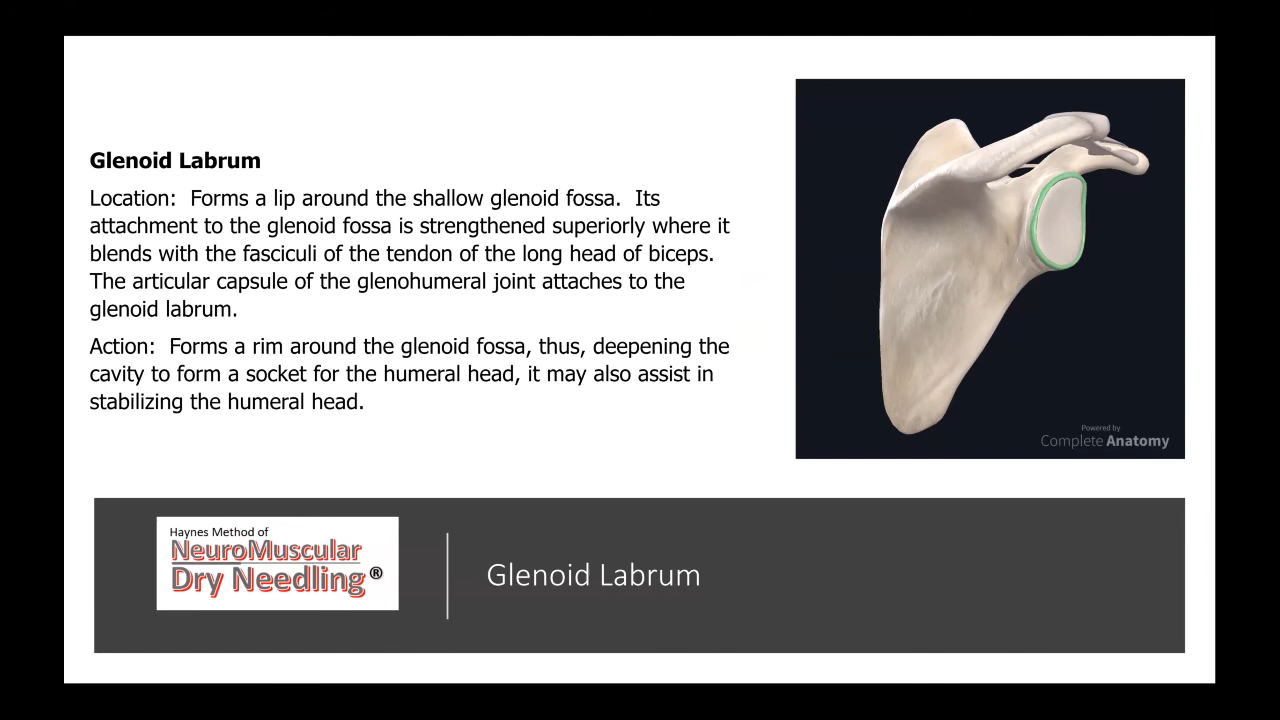 Glenoid Labrum
Location:  Forms a lip around the shallow glenoid fossa.  Its
attachment to the glenoid fossa is strengthened superiorly where it
blends with the fasciculi of the tendon of the long head of biceps.
The articular capsule of the glenohumeral joint attaches to the
glenoid labrum.
Action:  Forms a rim around the glenoid fossa, thus, deepening the
cavity to form a socket for the humeral head, it may also assist in
stabilizing the humeral head.
Powered by
Complete Anatomy
Haynes Method of
NeuroMuscular
Dry Needling®
Glenoid Labrum